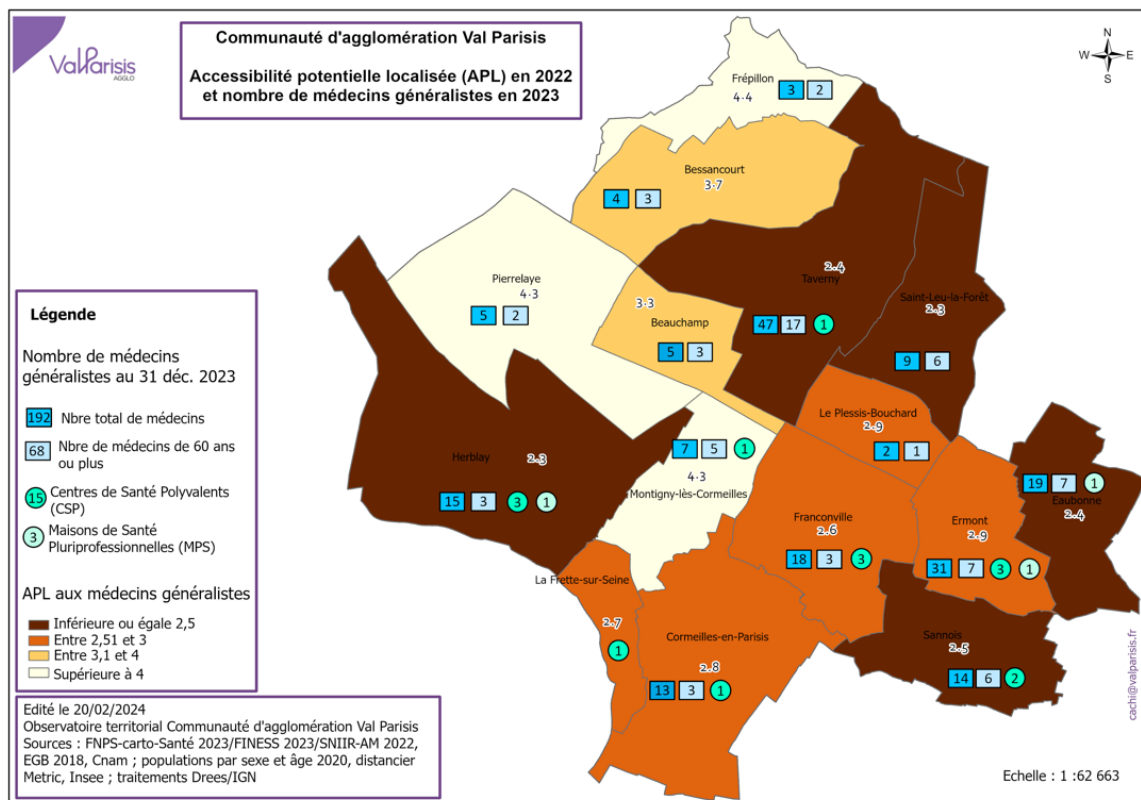 ValParisis
AGGLO
Communauté d'agglomération Val Parisis
Accessibilité potentielle localisée (APL) en 2022
et nombre de médecins généralistes en 2023
N
W E
S
Frépillon
3 2
4.4
Bessancourt
3.7
4 3
Pierrelaye
4.3
5 2
Taverny
2.4
47 17 1
Saint-Leu-la-Forêt
2.3
9 6
3.3
Beauchamp
5 3
Le Plessis-Bouchard
2.9
2 1
Herblay
2.3
15 3 3 1
7 5 1
4.3
Montigny-lès-Cormeilles
Franconville
2.6
18 3 3
Ermont
2.9
31 7 3 1
19 7 1
Eaubonne
2.4
La Frette-sur-Seine
2.7
1
Cormeilles-en-Parisis
2.8
13 3 1
Sannois
2.5
14 6 2
Légende
Nombre de médecins
généralistes au 31 déc. 2023
192 Nbre total de médecins
68 Nbre de médecins de 60 ans
ou plus
15 Centres de Santé Polyvalents
(CSP)
3 Maisons de Santé
Pluriprofessionnelles (MPS)
APL aux médecins généralistes
Inférieure ou égale 2,5
Entre 2,51 et 3
Entre 3,1 et 4
Supérieure à 4
Edité le 20/02/2024
Observatoire territorial Communauté d'agglomération Val Parisis
Sources : FNPS-carto-Santé 2023/FINESS 2023/SNIIR-AM 2022,
EGB 2018, Cnam ; populations par sexe et âge 2020, distancier
Metric, Insee ; traitements Drees/IGN
cachi@valparisis.fr
Echelle : 1 :62 663